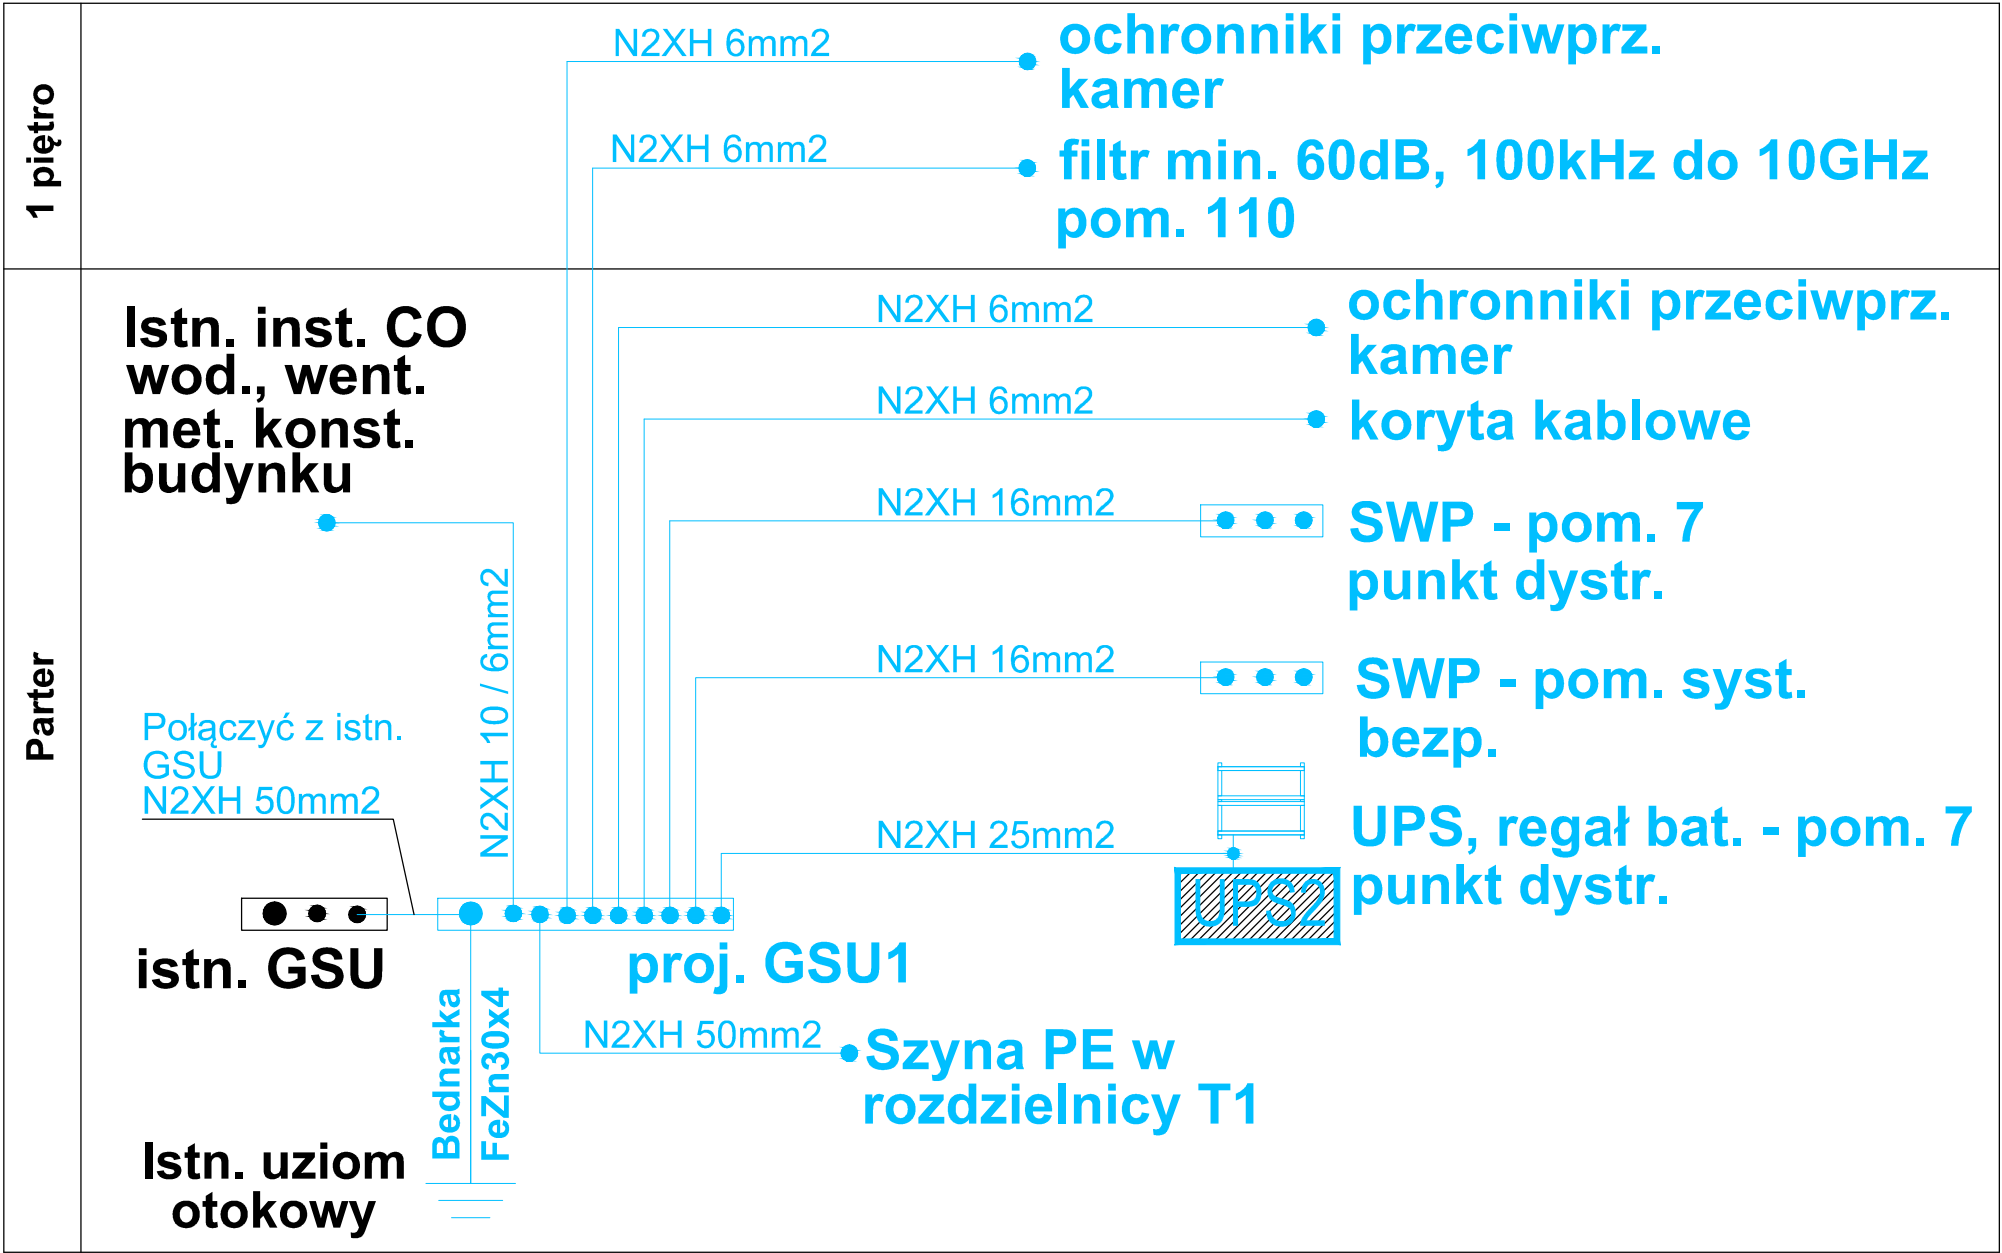 1 piętro
N2XH 6mm2
ochronniki przeciwprz.
kamer
N2XH 6mm2
filtr min. 60dB, 100kHz do 10GHz
pom. 110
Parter
Istn. inst. CO
wod., went.
met. konst.
budynku
N2XH 6mm2
ochronniki przeciwprz.
kamer
N2XH 6mm2
koryta kablowe
N2XH 16mm2
SWP - pom. 7
punkt dystr.
N2XH 10 / 6mm2
N2XH 16mm2
SWP - pom. syst.
bezp.
Połączyć z istn.
GSU
N2XH 50mm2
N2XH 25mm2
UPS, regał bat. - pom. 7
punkt dystr.
UPS2
istn. GSU
proj. GSU1
Bednarka
FeZn30x4
N2XH 50mm2
Szyna PE w
rozdzielnicy T1
Istn. uziom
otokowy